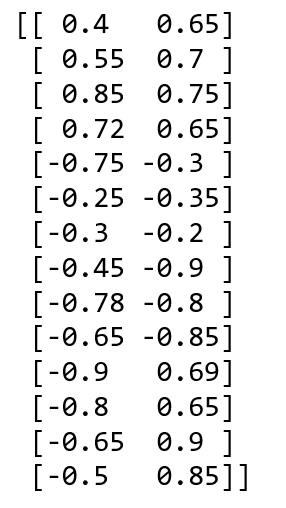 [[ 0.4   0.65]
 [ 0.55  0.7 ]
 [ 0.85  0.75]
 [ 0.72  0.65]
 [-0.75 -0.3 ]
 [-0.25 -0.35]
 [-0.3  -0.2 ]
 [-0.45 -0.9 ]
 [-0.78 -0.8 ]
 [-0.65 -0.85]
 [-0.9   0.69]
 [-0.8   0.65]
 [-0.65  0.9 ]
 [-0.5   0.85]]